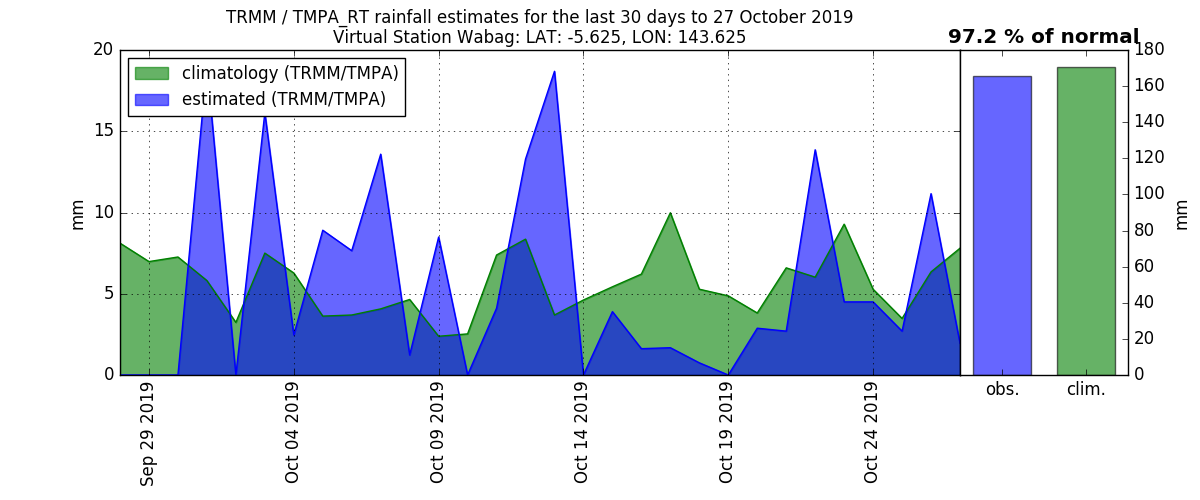 TRMM / TMPA_RT rainfall estimates for the last 30 days to 27 October 2019
Virtual Station Wabag: LAT: -5.625, LON: 143.625
97.2 % of normal
climatology (TRMM/TMPA)
estimated (TRMM/TMPA)
20
15
10
5
0
mm
180
160
140
120
100
80
60
40
20
0
mm
Sep 29 2019
Oct 04 2019
Oct 09 2019
Oct 14 2019
Oct 19 2019
Oct 24 2019
obs.
clim.